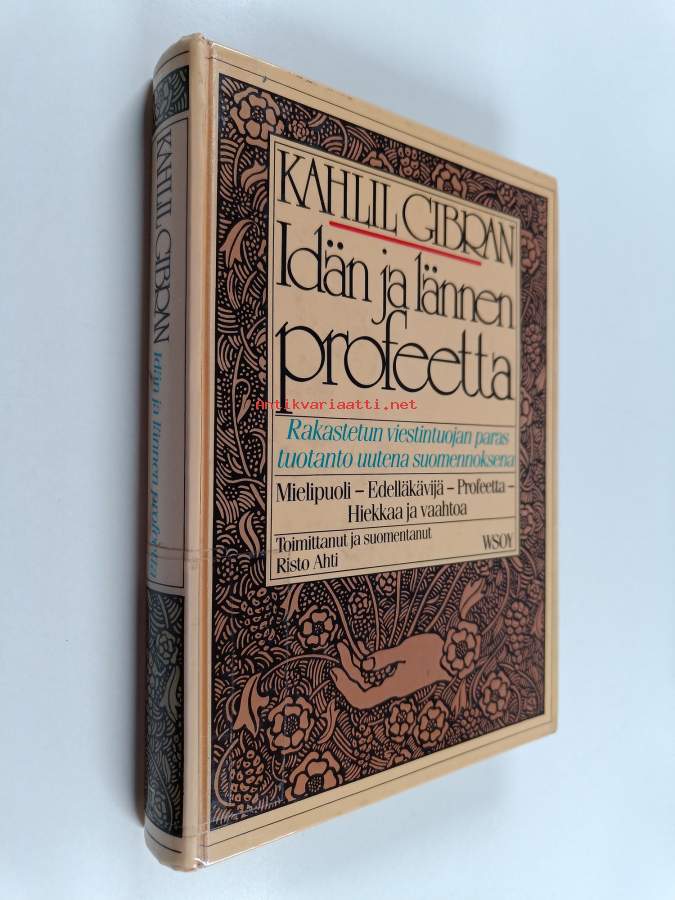 KAHLIL GIBRAN
Idän ja lännen
profeetta
Rakastetun viestintuojan paras
tuotanto uutena suomennoksena
Mielipuoli – Edelläkävijä – Profeetta –
Hiekkaa ja vaahtoa
Toimittanut ja suomentanut
Risto Ahti
WSOY
KAHLIL GIBRAN Idän ja lännen profeetta
Antikvariaatti.net